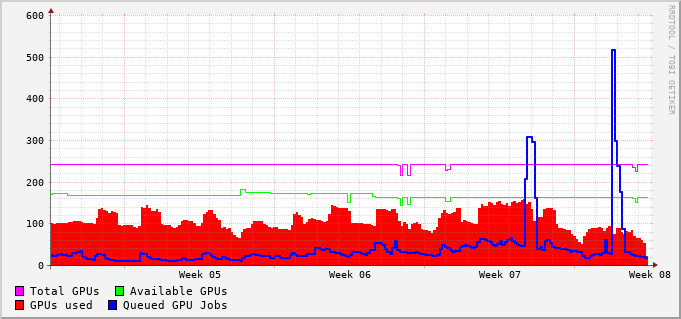 600
500
400
300
200
100
0
Week 05 Week 06 Week 07 Week 08
Total GPUs Available GPUs
GPUs used Queued GPU Jobs
RRDTOOL / TOBI OETIKER